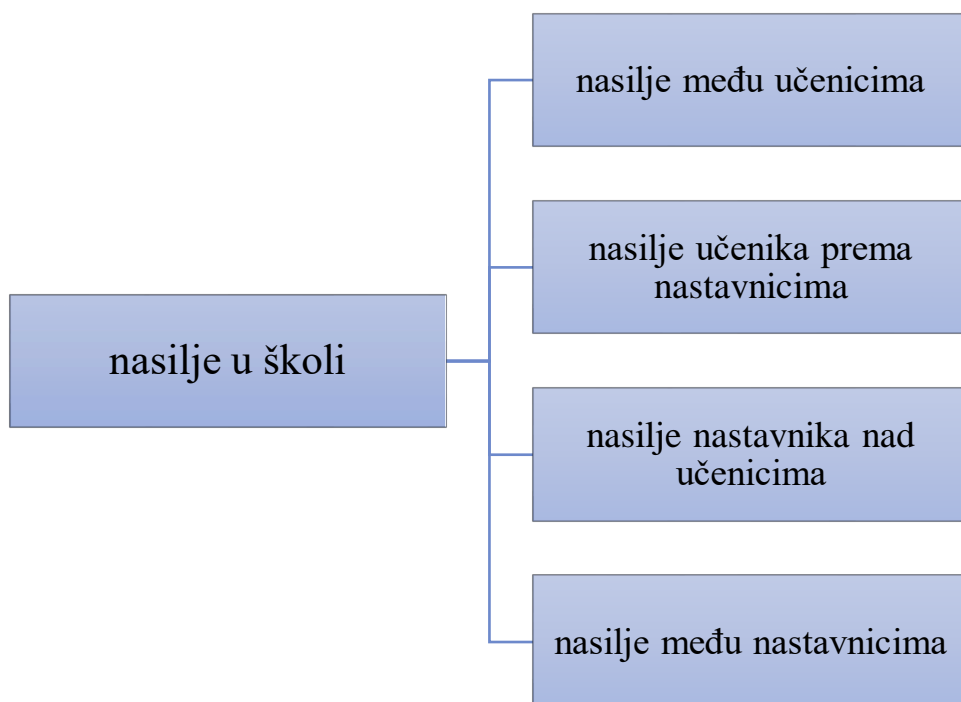 nasilje u školi
nasilje među učenicima
nasilje učenika prema
nastavnicima
nasilje nastavnika nad
učenicima
nasilje među nastavnicima